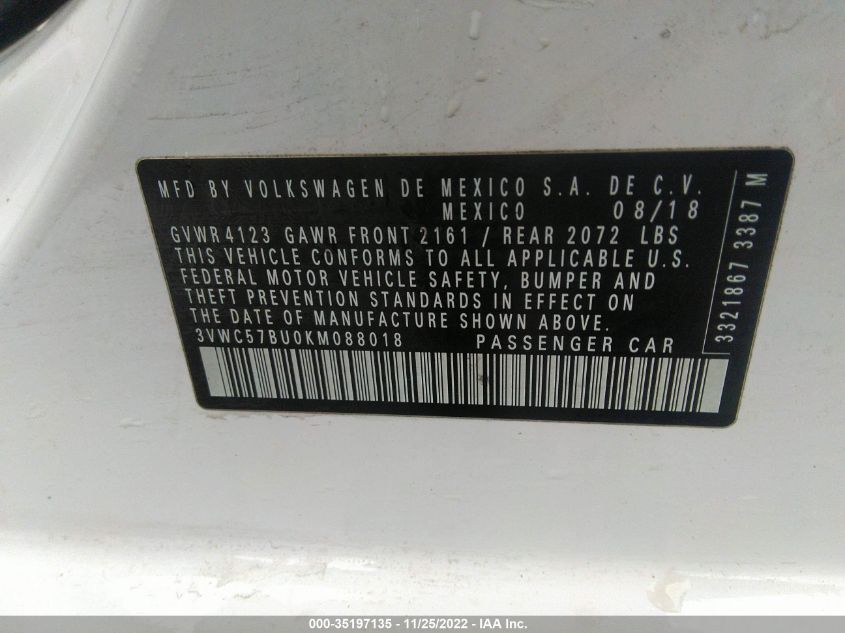 MFD BY VOLKSWAGEN DE MEXICO S.A. DE C.V.
MEXICO 08/18
GVWR 4123 GAWR FRONT 2161 / REAR 2072 LBS
THIS VEHICLE CONFORMS TO ALL APPLICABLE U.S.
FEDERAL MOTOR VEHICLE SAFETY, BUMPER AND
THEFT PREVENTION STANDARDS IN EFFECT ON
THE DATE OF MANUFACTURE SHOWN ABOVE.
3VWC57BU0KM088018 PASSENGER CAR
3321867 3387 M
000-35197135 - 11/25/2022 - IAA Inc.